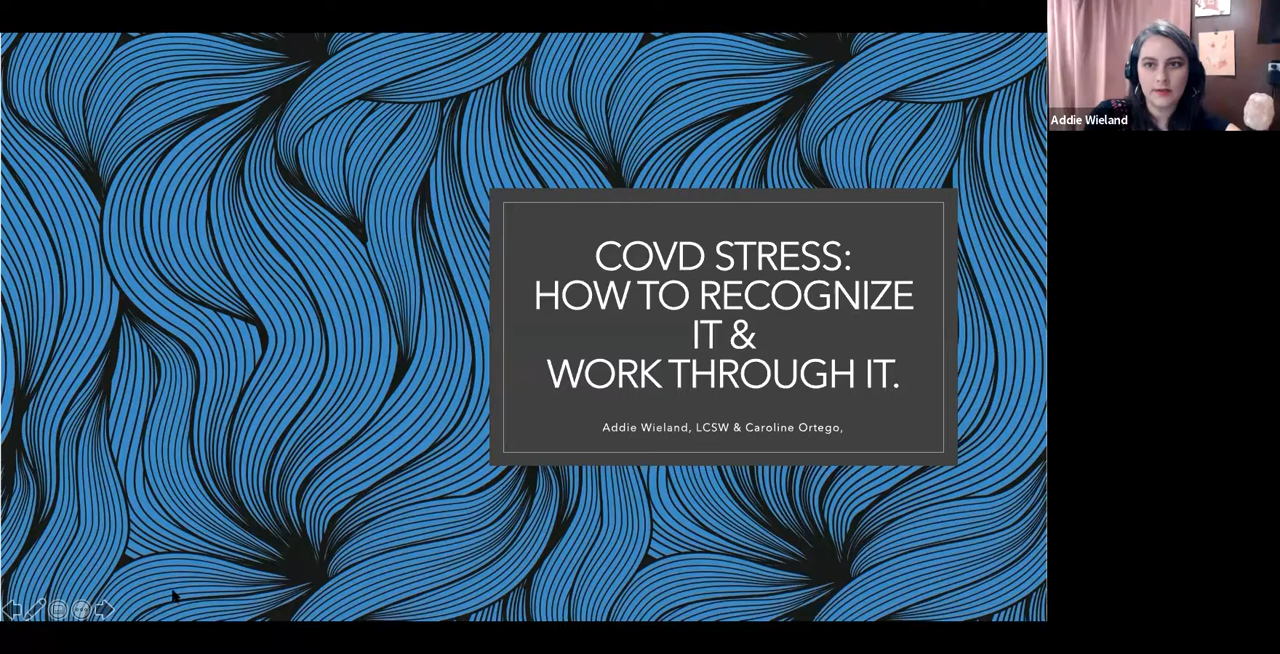 Addie Wieland
COVD STRESS:
HOW TO RECOGNIZE
IT &
WORK THROUGH IT.
Addie Wieland, LCSW & Caroline Ortego,